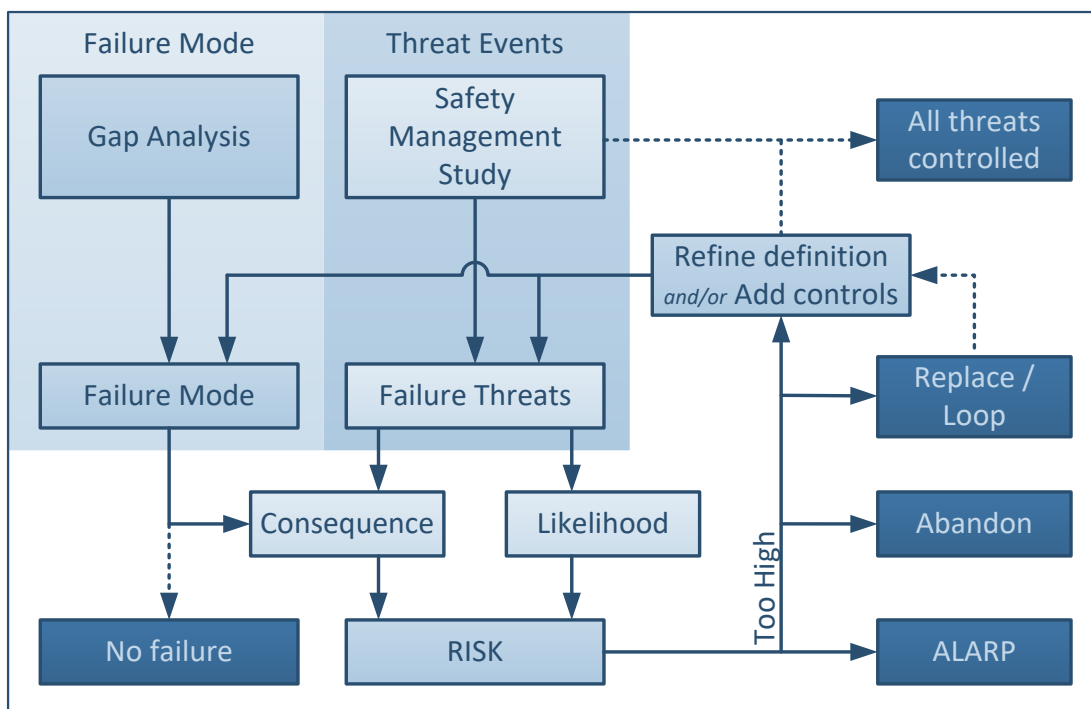 Failure Mode
Threat Events
Gap Analysis
Safety
Management
Study
All threats
controlled
Refine definition
and/or Add controls
Failure Mode
Failure Threats
Replace /
Loop
Consequence
Likelihood
Abandon
Too High
No failure
RISK
ALARP